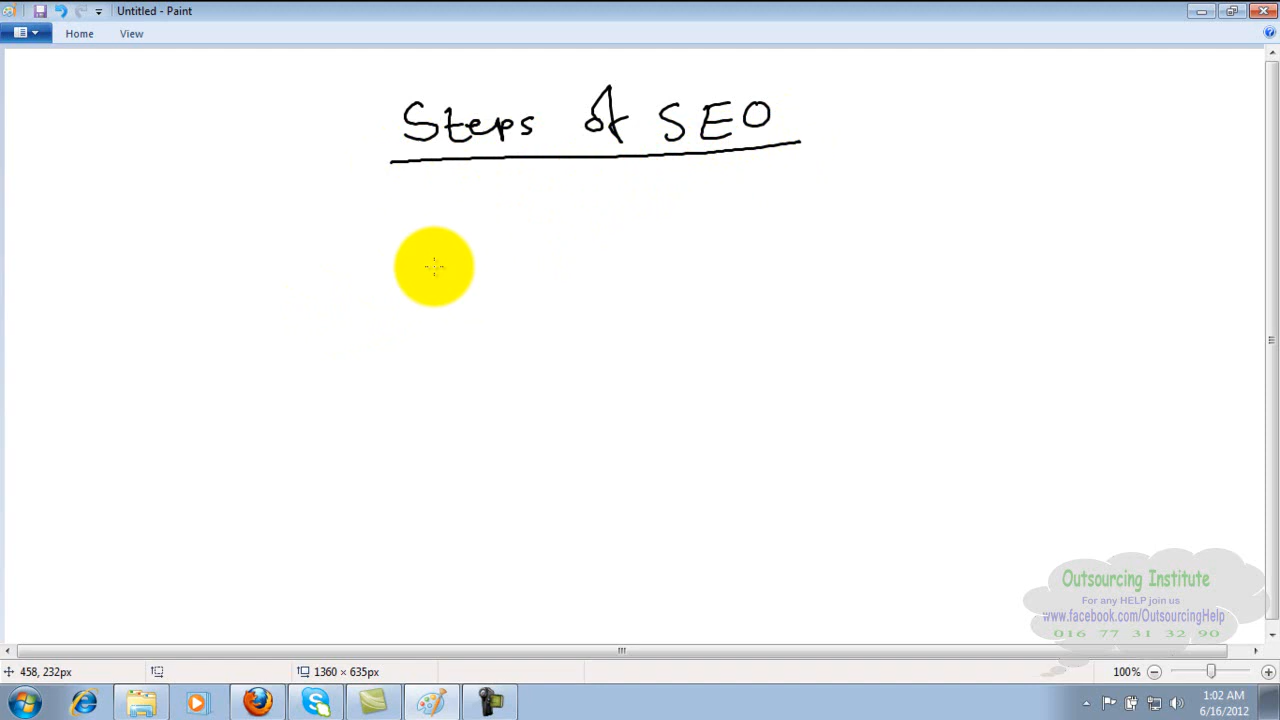 Untitled - Paint
Home View
Steps of SEO
Outsourcing Institute
For any HELP join us
www.facebook.com/OutsourcingHelp
016 77 31 32 90
458, 232px
1360 × 635px
100%
1:02 AM
6/16/2012